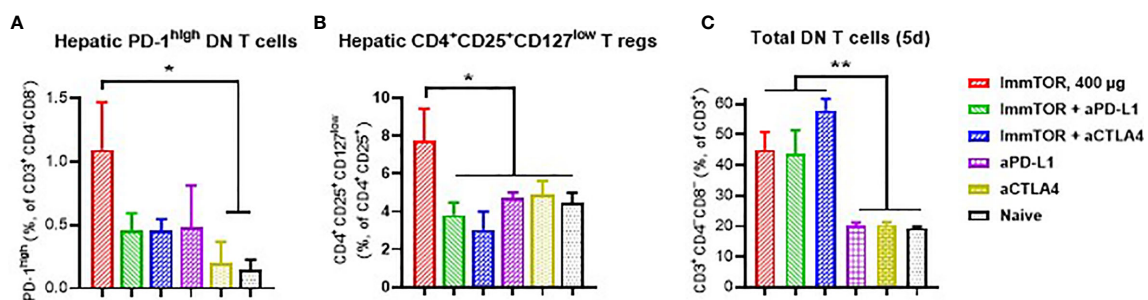 A
Hepatic PD-1high DN T cells
*
1.5
1.0
0.5
0.0
PD-1high (%, of CD3+ CD4-CD8-)
B
Hepatic CD4+CD25+CD127low T regs
*
10
8
6
4
2
0
CD4+ CD25+ CD127low
(%, of CD4+ CD25+)
C
Total DN T cells (5d)
**
60
50
40
30
20
10
0
CD3+ CD4- CD8- (%, of CD3+)
ImmTOR, 400 µg
ImmTOR + aPD-L1
ImmTOR + aCTLA4
aPD-L1
aCTLA4
Naive